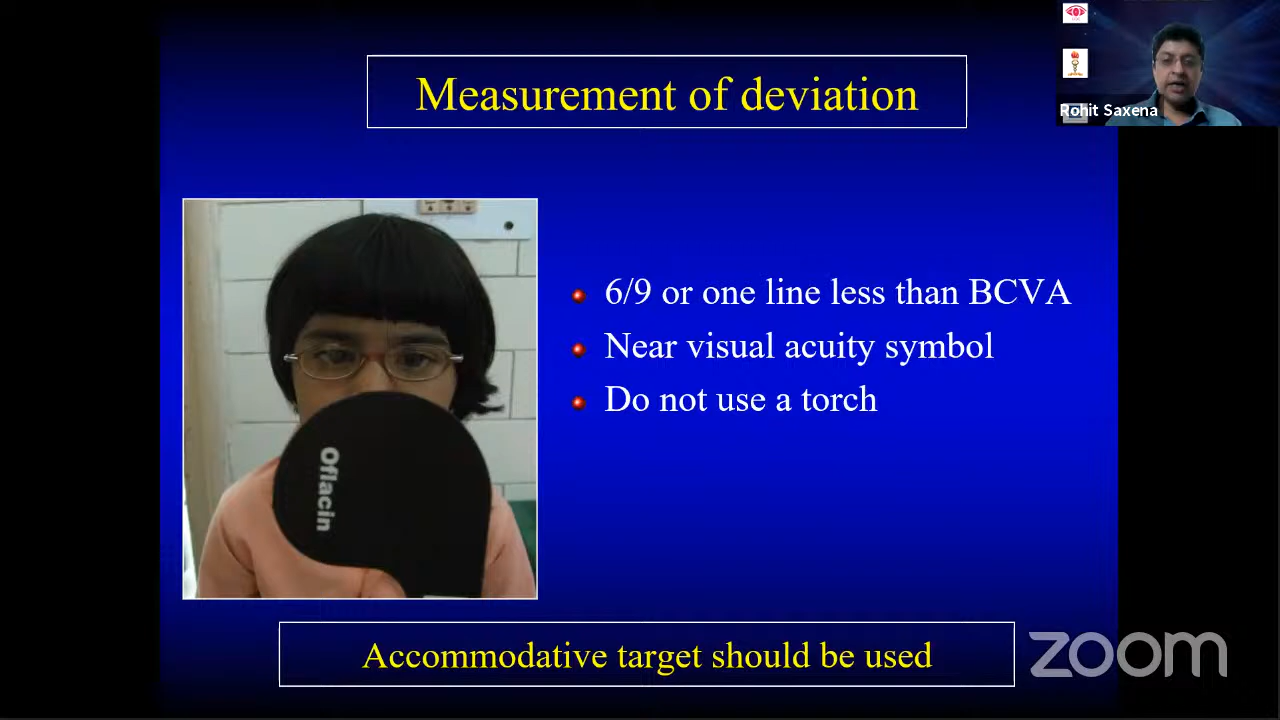 Measurement of deviation
Rohit Saxena
6/9 or one line less than BCVA
Near visual acuity symbol
Do not use a torch
Oflacin
Accommodative target should be used
zoom